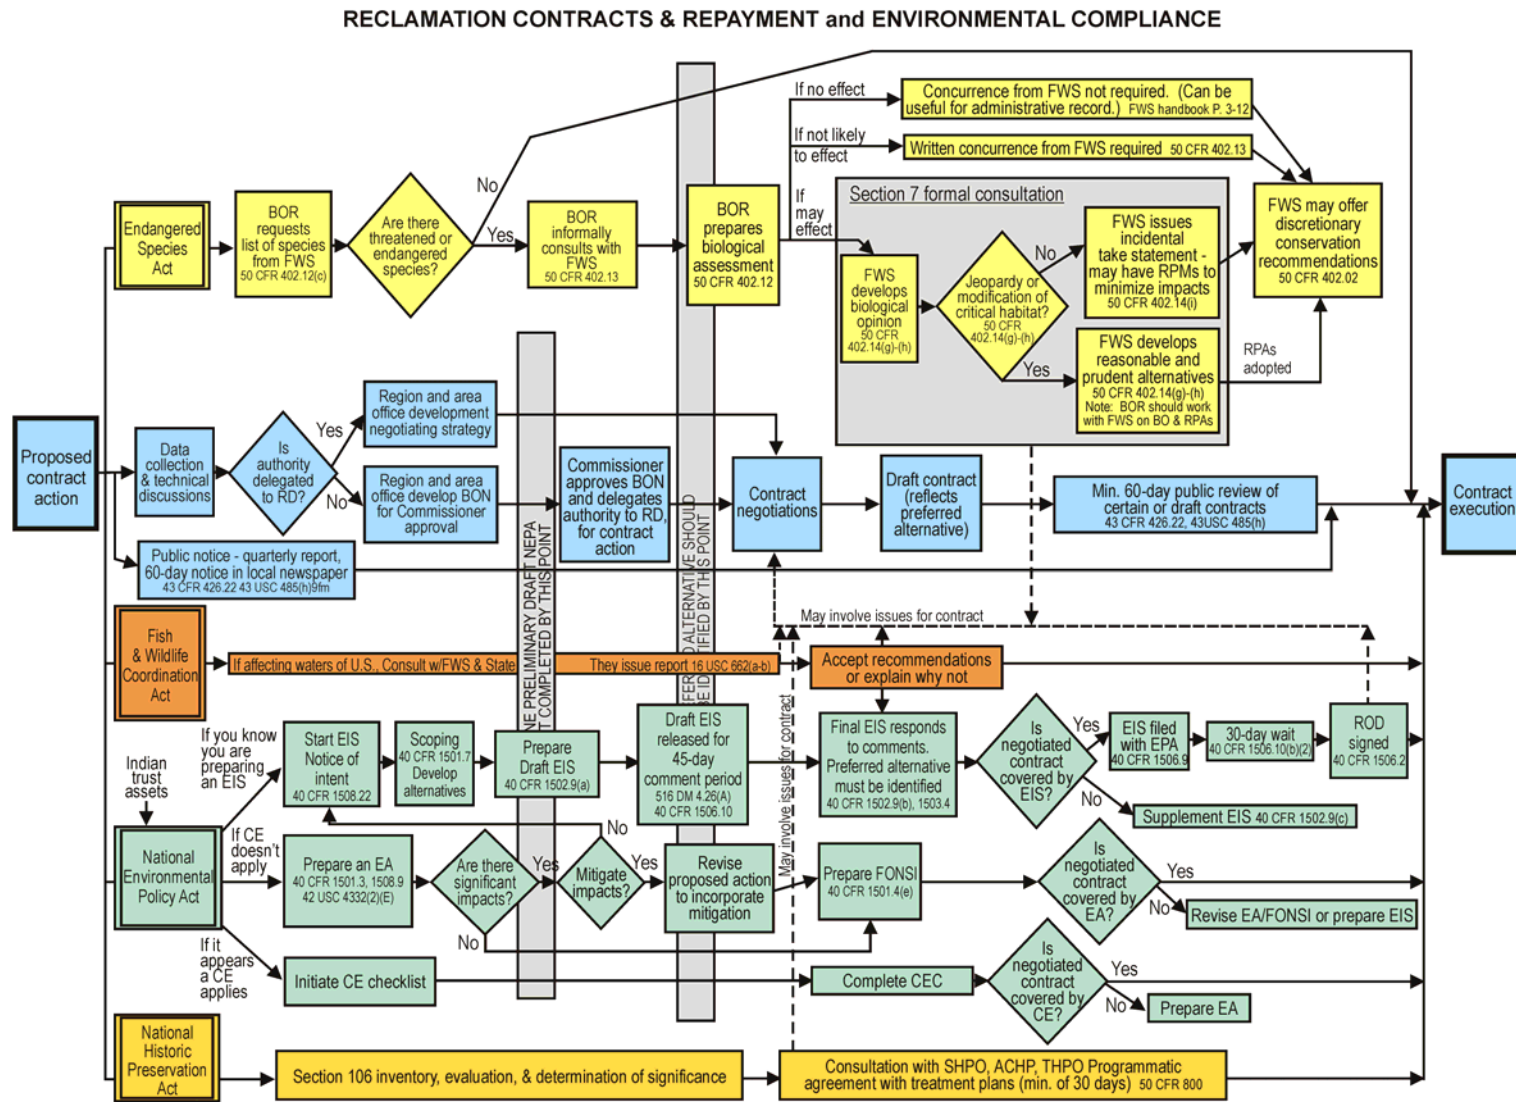 RECLAMATION CONTRACTS & REPAYMENT and ENVIRONMENTAL COMPLIANCE
If no effect
Concurrence from FWS not required. (Can be
useful for administrative record.) FWS handbook P. 3-12
If not likely
to effect
Written concurrence from FWS required 50 CFR 402.13
Endangered
Species
Act
BOR
requests
list of species
from FWS
50 CFR 402.12(c)
Are there
threatened or
endangered
species?
No
Yes
BOR
informally
consults with
FWS
50 CFR 402.13
BOR
prepares
biological
assessment
50 CFR 402.12
If
may
effect
Section 7 formal consultation
FWS
develops
biological
opinion
50 CFR
402.14(g)-(h)
Jeopardy or
modification of
critical habitat?
50 CFR
402.14(g)-(h)
No
Yes
FWS issues
incidental
take statement -
may have RPMs to
minimize impacts
50 CFR 402.14(i)
FWS develops
reasonable and
prudent alternatives
50 CFR 402.14(g)-(h)
Note: BOR should work
with FWS on BO & RPAs
RPAs
adopted
FWS may offer
discretionary
conservation
recommendations
50 CFR 402.02
Proposed
contract
action
Data
collection
& technical
discussions
Is
authority
delegated
to RD?
Yes
No
Region and area
office development
negotiating strategy
Region and area
office develop BON
for Commissioner
approval
Commissioner
approves BON
and delegates
authority to RD,
for contract
action
Contract
negotiations
Draft contract
(reflects
preferred
alternative)
Min. 60-day public review of
certain or draft contracts
43 CFR 426.22, 43USC 485(h)
Contract
execution
Public notice - quarterly report,
60-day notice in local newspaper
43 CFR 426.22 43 USC 485(h)9fm
NE PRELIMINARY DRAFT NEPA
T COMPLETED BY THIS POINT
ALTERNATIVE SHOULD
IFIED BY THIS POINT
May involve issues for contract
Fish
& Wildlife
Coordination
Act
If affecting waters of U.S., Consult w/FWS & State
They issue report 16 USC 662(a-b)
Accept recommendations
or explain why not
May involve issues for contract
Indian
trust
assets
National
Environmental
Policy Act
If you know
you are
preparing
an EIS
Start EIS
Notice of
intent
40 CFR 1508.22
Scoping
40 CFR 1501.7
Develop
alternatives
Prepare
Draft EIS
40 CFR 1502.9(a)
Draft EIS
released for
45-day
comment period
516 DM 4.26(A)
40 CFR 1506.10
Final EIS responds
to comments.
Preferred alternative
must be identified
40 CFR 1502.9(b), 1503.4
Is
negotiated
contract
covered by
EIS?
Yes
No
EIS filed
with EPA
40 CFR 1506.9
30-day wait
40 CFR 1506.10(b)(2)
ROD
signed
40 CFR 1506.2
Supplement EIS 40 CFR 1502.9(c)
If CE
doesn't
apply
Prepare an EA
40 CFR 1501.3, 1508.9
42 USC 4332(2)(E)
Are there
significant
impacts?
Yes
No
Mitigate
impacts?
No
Yes
Revise
proposed action
to incorporate
mitigation
Prepare FONSI
40 CFR 1501.4(e)
Is
negotiated
contract
covered by
EA?
Yes
No
Revise EA/FONSI or prepare EIS
If it
appears
a CE
applies
Initiate CE checklist
Complete CEC
Is
negotiated
contract
covered by
CE?
Yes
No
Prepare EA
National
Historic
Preservation
Act
Section 106 inventory, evaluation, & determination of significance
Consultation with SHPO, ACHP, THPO Programmatic
agreement with treatment plans (min. of 30 days) 50 CFR 800